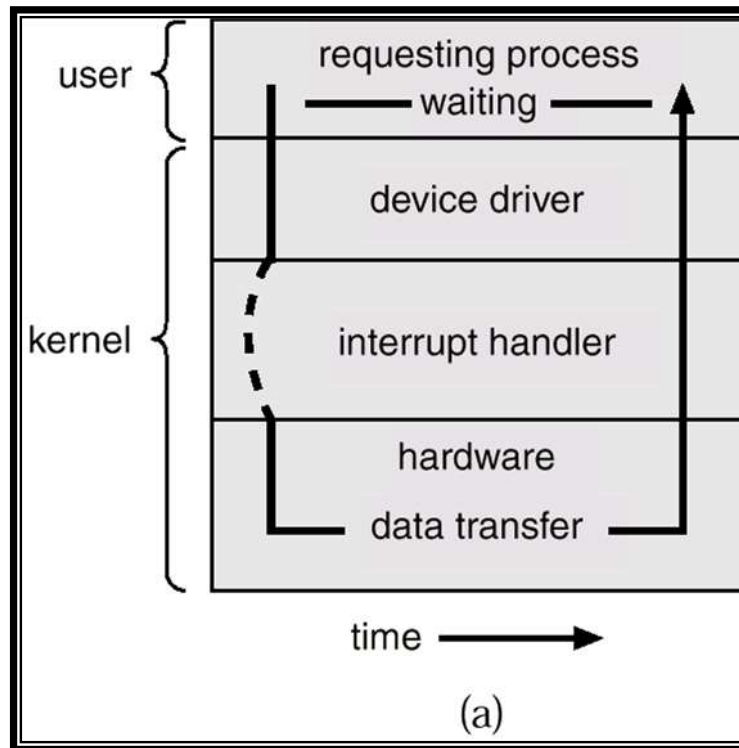 user
requesting process
waiting
device driver
kernel
interrupt handler
hardware
data transfer
time
(a)